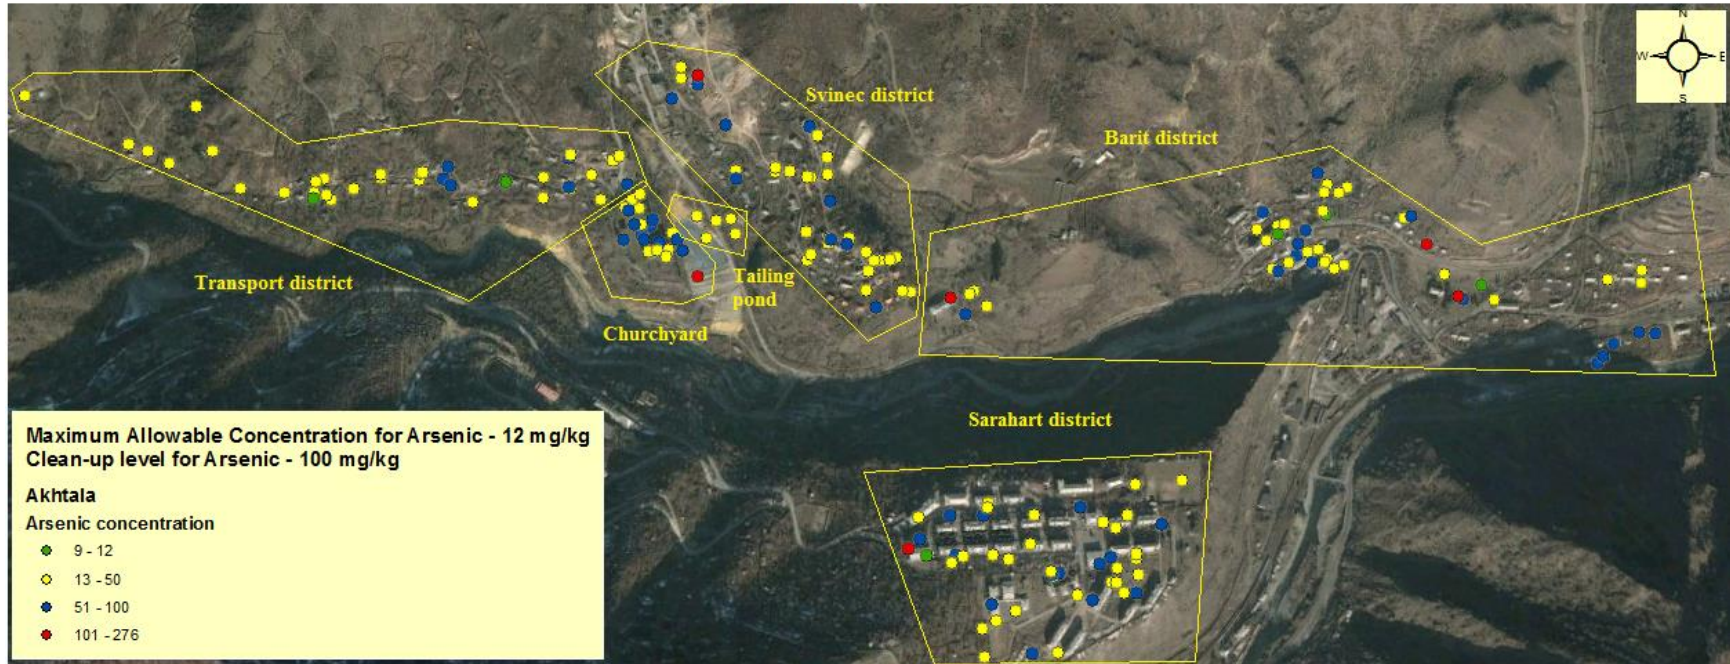 N
W E
S
Svinec district
Barit district
Transport district
Tailing
pond
Churchyard
Sarahart district
Maximum Allowable Concentration for Arsenic - 12 mg/kg
Clean-up level for Arsenic - 100 mg/kg
Akhtala
Arsenic concentration
9 - 12
13 - 50
51 - 100
101 - 276